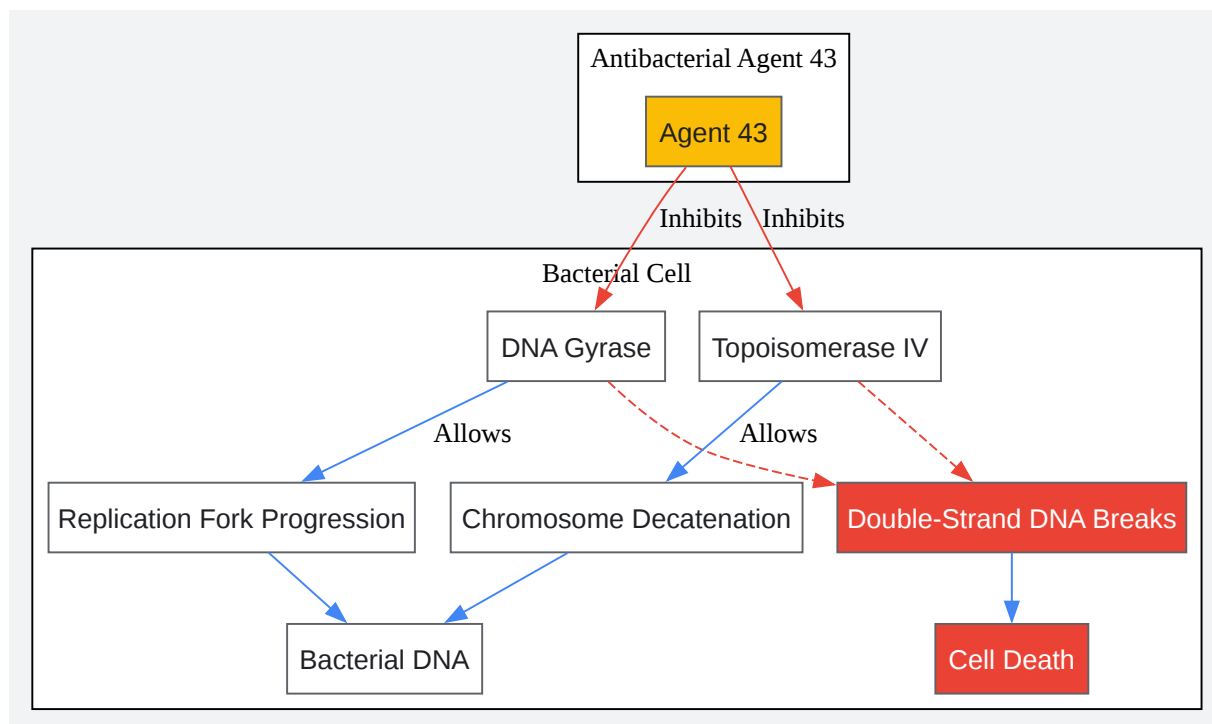 Antibacterial Agent 43
Agent 43
Inhibits
Inhibits
Bacterial Cell
DNA Gyrase
Topoisomerase IV
Allows
Allows
Replication Fork Progression
Chromosome Decatenation
Double-Strand DNA Breaks
Bacterial DNA
Cell Death